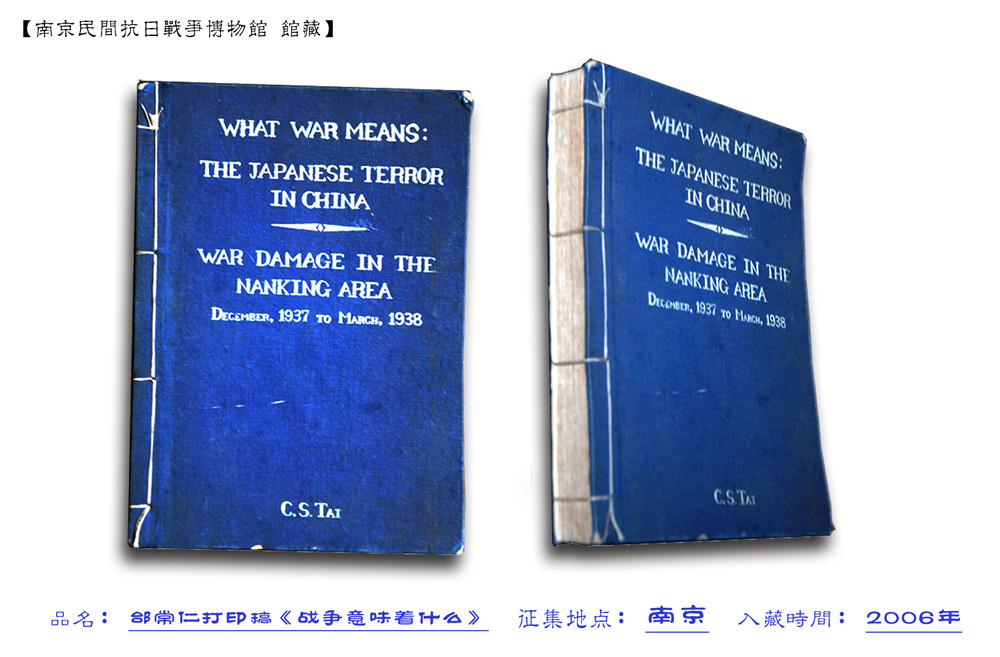 【南京民間抗日戰爭博物館 館藏】
WHAT WAR MEANS:
THE JAPANESE TERROR
IN CHINA
WAR DAMAGE IN THE
NANKING AREA
DECEMBER, 1937 TO MARCH, 1938
C.S. TAI
WHAT WAR MEANS:
THE JAPANESE TERROR
IN CHINA
WAR DAMAGE IN THE
NANKING AREA
DECEMBER, 1937 TO MARCH, 1938
C.S. TAI
品名： 邰常仁打印稿《战争意味着什么》 征集地点： 南京 入藏時間： 2006年